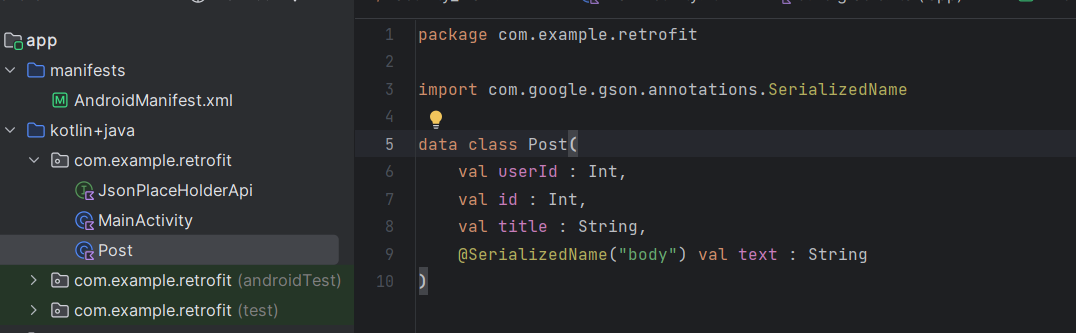 app
manifests
AndroidManifest.xml
kotlin+java
com.example.retrofit
JsonPlaceHolderApi
MainActivity
Post
com.example.retrofit (androidTest)
com.example.retrofit (test)
1 package com.example.retrofit
2
3 import com.google.gson.annotations.SerializedName
4
5 data class Post(
6 val userId : Int,
7 val id : Int,
8 val title : String,
9 @SerializedName("body") val text : String
10 )